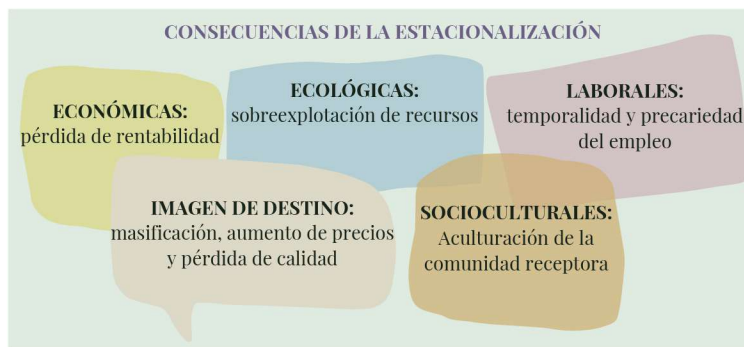 CONSECUENCIAS DE LA ESTACIONALIZACIÓN
ECONÓMICAS:
pérdida de rentabilidad
ECOLÓGICAS:
sobreexplotación de recursos
LABORALES:
temporalidad y precariedad
del empleo
IMAGEN DE DESTINO:
masificación, aumento de precios
y pérdida de calidad
SOCIOCULTURALES:
Aculturación de la
comunidad receptora